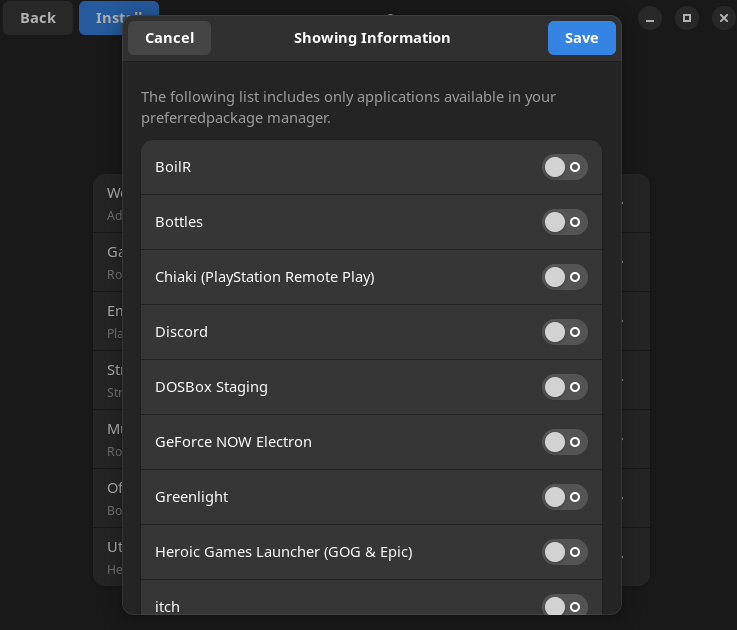 Back
Cancel
Showing Information
Save
The following list includes only applications available in your
preferredpackage manager.
BoilR
Bottles
Chiaki (PlayStation Remote Play)
Discord
DOSBox Staging
GeForce NOW Electron
Greenlight
Heroic Games Launcher (GOG & Epic)
itch